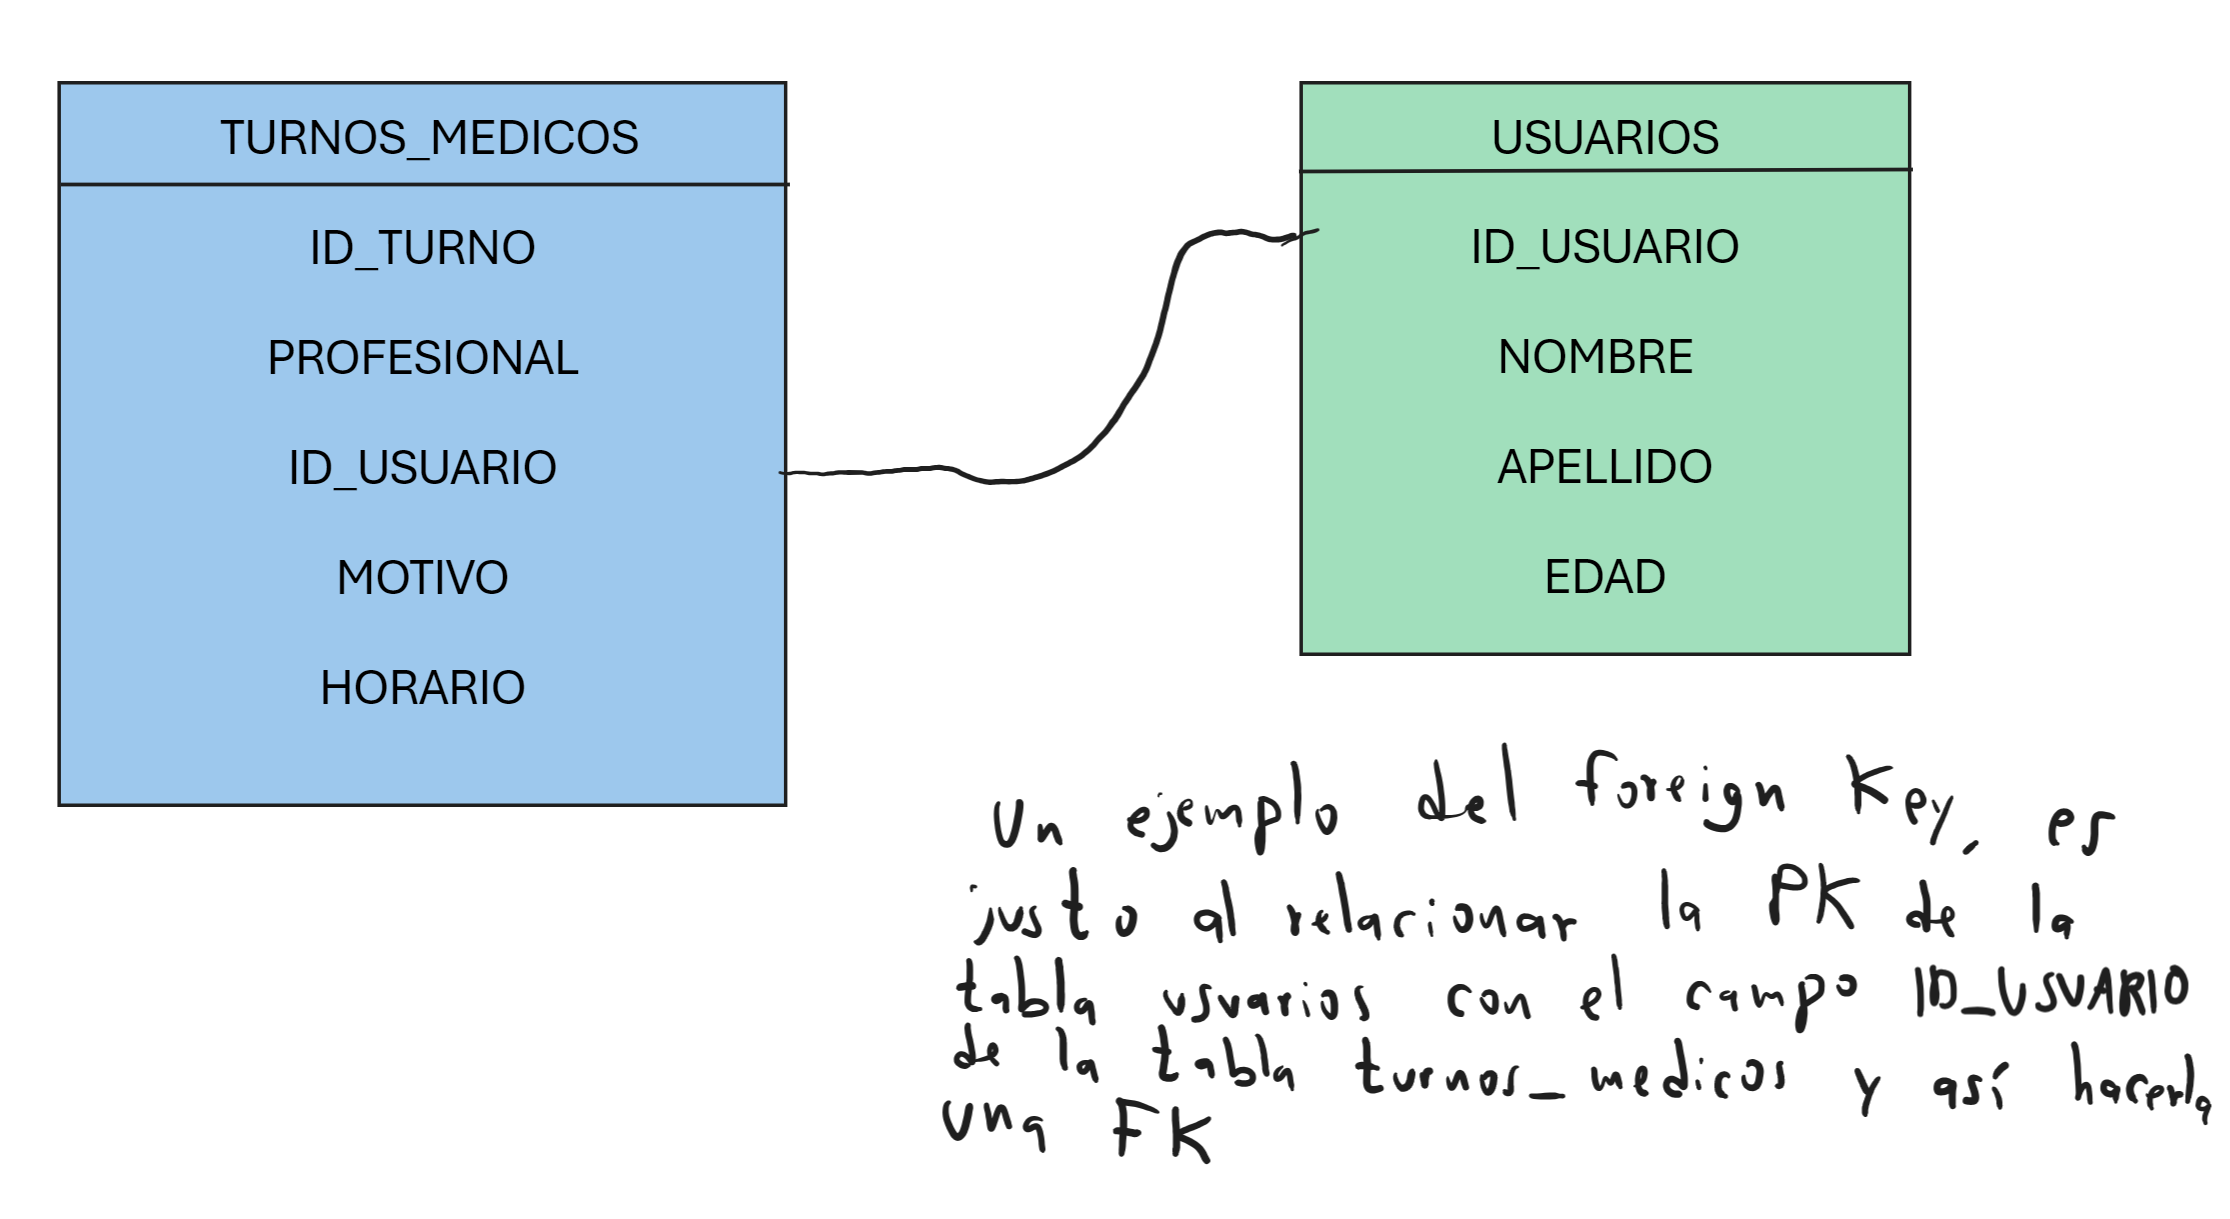 TURNOS_MEDICOS
ID_TURNO
PROFESIONAL
ID_USUARIO
MOTIVO
HORARIO
USUARIOS
ID_USUARIO
NOMBRE
APELLIDO
EDAD
Un ejemplo del foreign Key, es
justo al relacionar la PK de la
tabla usuarios con el campo ID_USUARIO
de la tabla turnos_medicos y así hacerla
una FK